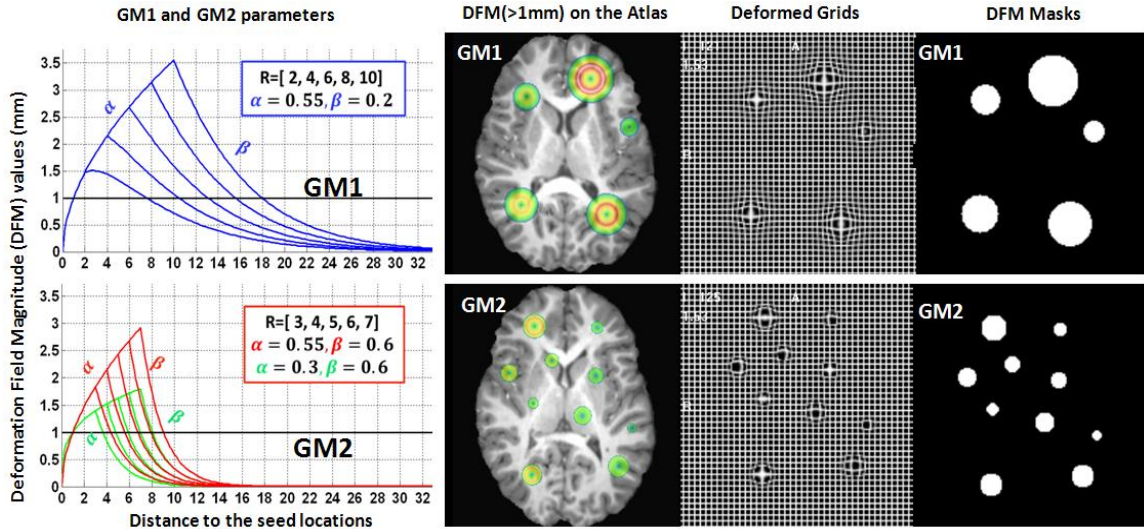 GM1 and GM2 parameters
DFM(>1mm) on the Atlas
Deformed Grids
DFM Masks
Deformation Field Magnitude (DFM) values (mm)
3.5
3
2.5
2
1.5
1
0.5
0
R=[ 2, 4, 6, 8, 10]
α = 0.55, β = 0.2
α
β
GM1
0 2 4 6 8 10 12 14 16 18 20 22 24 26 28 30 32
GM1
A
1.53
R
GM1
3.5
3
2.5
2
1.5
1
0.5
0
R=[ 3, 4, 5, 6, 7]
α = 0.55, β = 0.6
α = 0.3, β = 0.6
α
β
α
β
GM2
0 2 4 6 8 10 12 14 16 18 20 22 24 26 28 30 32
Distance to the seed locations
GM2
125
A
1.53
R
GM2